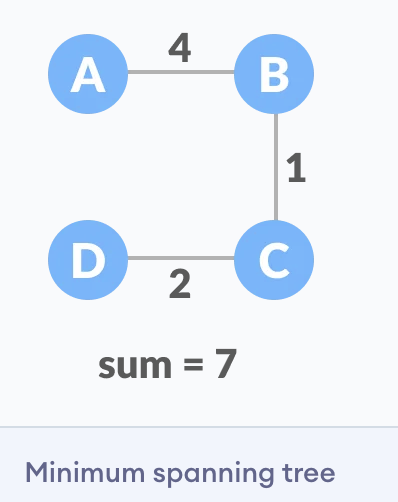 4
A B
1
D C
2
sum = 7
Minimum spanning tree